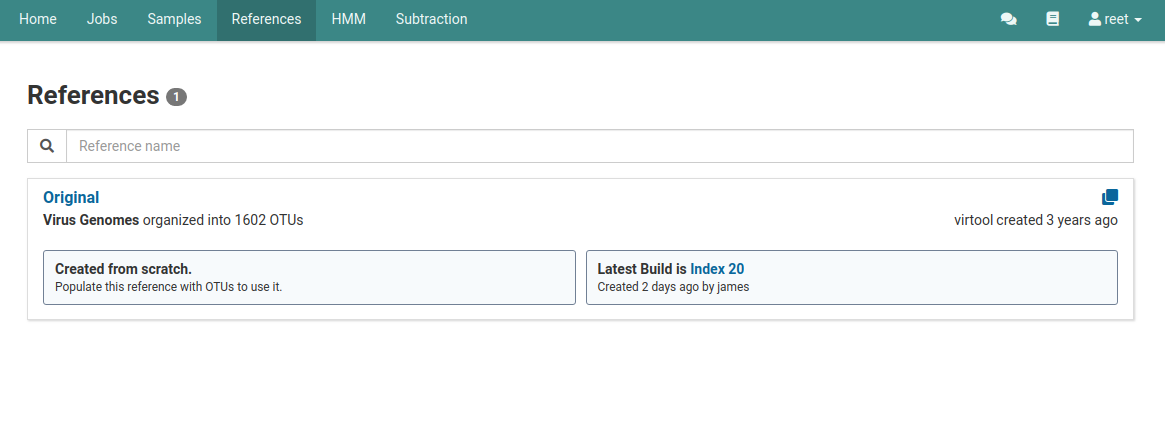 Home Jobs Samples References HMM Subtraction reet
References 1
Reference name
Original
Virus Genomes organized into 1602 OTUs virtool created 3 years ago
Created from scratch.
Populate this reference with OTUs to use it.
Latest Build is Index 20
Created 2 days ago by james